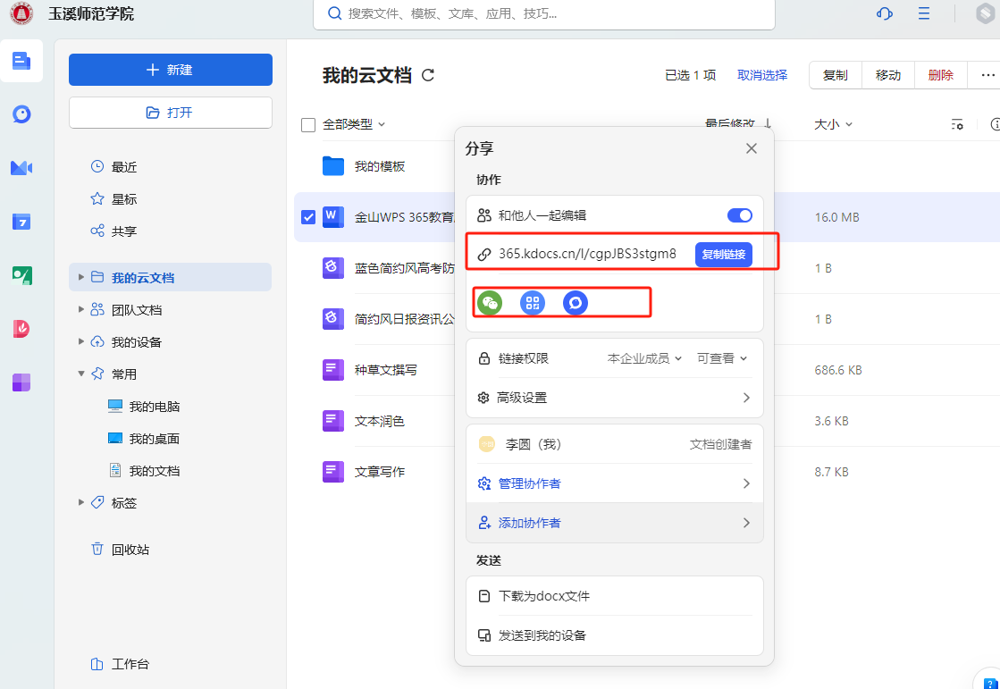 玉溪师范学院
搜索文件、模板、文库、应用、技巧...
新建
打开
最近
星标
共享
我的云文档
团队文档
我的设备
常用
我的电脑
我的桌面
我的文档
标签
回收站
工作台
我的云文档
已选 1 项 取消选择 复制 移动 删除
全部类型 最后修改 大小
我的模板
金山WPS 365教育 16.0 MB
蓝色简约风高考防 1 B
简约风日报资讯公 1 B
种草文撰写 686.6 KB
文本润色 3.6 KB
文章写作 8.7 KB
分享
协作
和他人一起编辑
365.kdocs.cn/l/cgpJBS3stgm8 复制链接
链接权限 本企业成员 可查看
高级设置
李圆（我） 文档创建者
管理协作者
添加协作者
发送
下载为docx文件
发送到我的设备